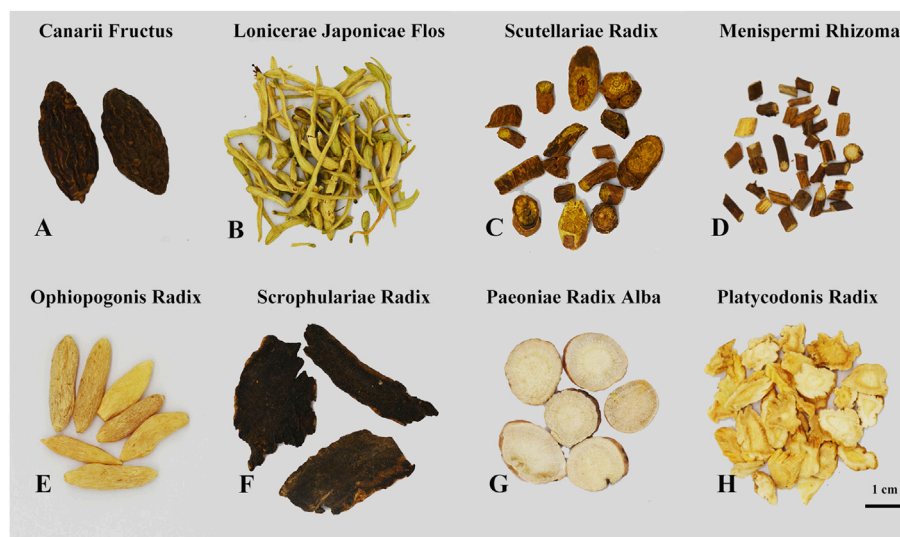 Canarii Fructus
Lonicerae Japonicae Flos
Scutellariae Radix
Menispermi Rhizoma
A
B
C
D
Ophiopogonis Radix
Scrophulariae Radix
Paeoniae Radix Alba
Platycodonis Radix
E
F
G
H
1 cm